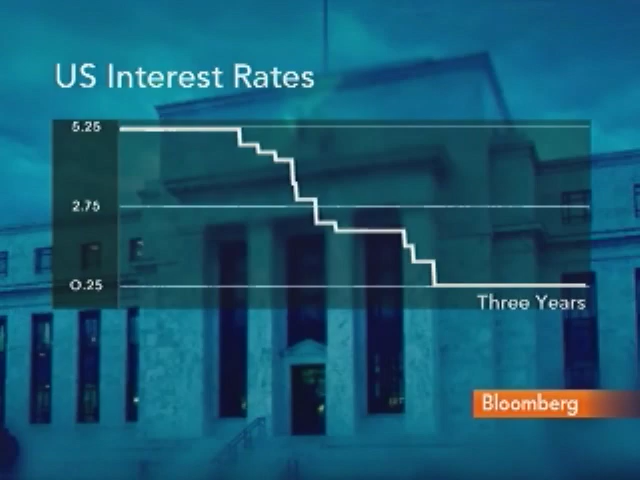 US Interest Rates
5.25
2.75
0.25
Three Years
Bloomberg